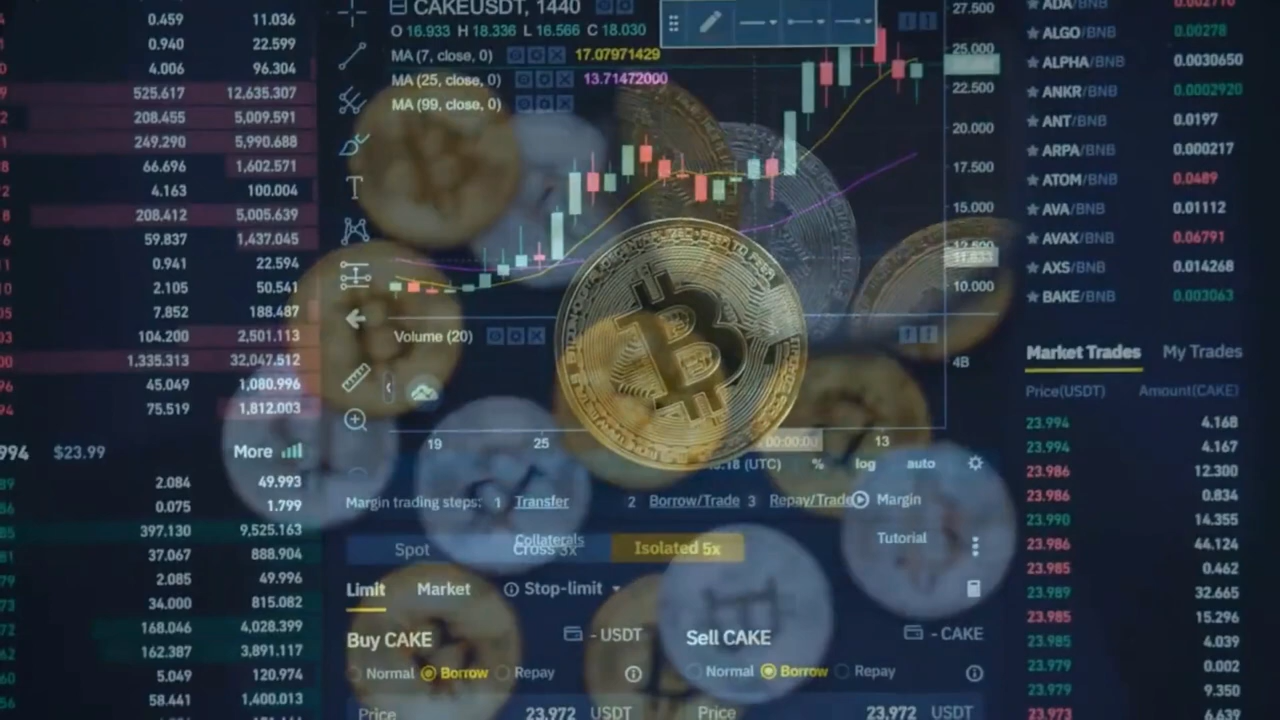 0.459 11.036
0.940 22.599
4.006 96.304
525.617 12,635.307
208.455 5,009.591
249.290 5,990.688
66.696 1,602.571
4.163 100.004
208.412 5,005.639
59.837 1,437.045
0.941 22.594
2.105 50.541
7.852 188.487
104.200 2,501.113
1,335.313 32,047.512
45.049 1,080.996
75.519 1,812.003
994 $23.99 More
2.084 49.993
0.075 1.799
397.130 9,525.163
37.067 888.904
2.085 49.996
34.000 815.082
168.046 4,028.399
162.387 3,891.117
5.049 120.974
58.441 1,400.013
CAKEUSDT, 1440
O 16.933 H 18.336 L 16.566 C 18.030
MA (7, close, 0) 17.07971429
MA (25, close, 0) 13.71472000
MA (99, close, 0)
27.500
25.000
22.500
20.000
17.500
15.000
12.500
11.833
10.000
Volume (20)
4B
19 25 00:00:00 13
(UTC) % log auto
Margin trading steps: 1 Transfer 2 Borrow/Trade 3 Repay/Trade Margin
Collaterals
Tutorial
Spot Cross 3x Isolated 5x
Limit Market Stop-limit
Buy CAKE - USDT Sell CAKE - CAKE
Normal Borrow Repay Normal Borrow Repay
Price 23.972 USDT Price 23.972 USDT
ADA/BNB
ALGO/BNB 0.00278
ALPHA/BNB 0.0030650
ANKR/BNB 0.0002920
ANT/BNB 0.0197
ARPA/BNB 0.000217
ATOM/BNB 0.0489
AVA/BNB 0.01112
AVAX/BNB 0.06791
AXS/BNB 0.014268
BAKE/BNB 0.003063
Market Trades My Trades
Price(USDT) Amount(CAKE)
23.994 4.168
23.994 4.167
23.986 12.300
23.986 0.834
23.990 14.355
23.986 44.124
23.985 0.462
23.989 32.665
23.985 15.296
23.985 4.039
23.979 0.002
23.979 9.350
23.973 6.639